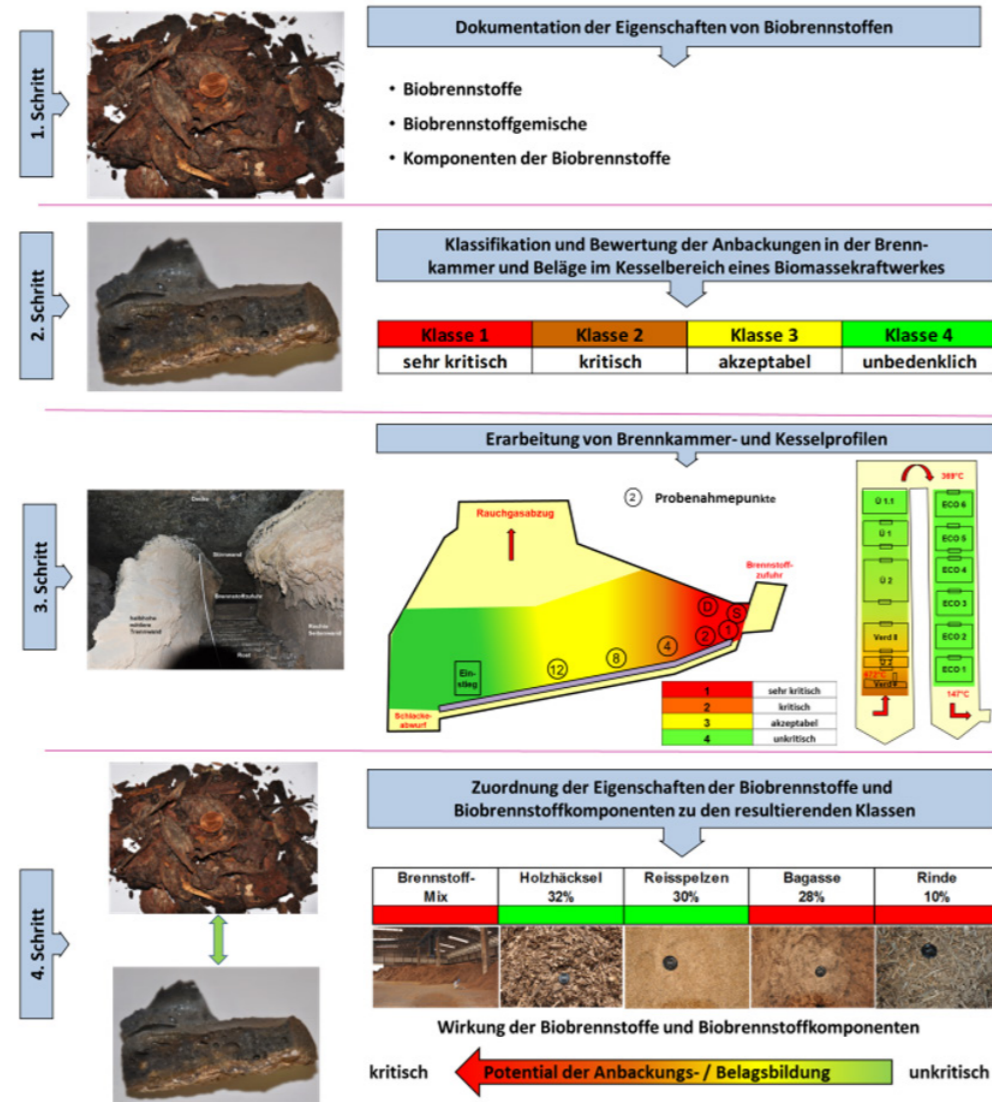 1. Schritt
Dokumentation der Eigenschaften von Biobrennstoffen
• Biobrennstoffe
• Biobrennstoffgemische
• Komponenten der Biobrennstoffe
2. Schritt
Klassifikation und Bewertung der Anbackungen in der Brenn-
kammer und Beläge im Kesselbereich eines Biomassekraftwerkes
Klasse 1 Klasse 2 Klasse 3 Klasse 4
sehr kritisch kritisch akzeptabel unbedenklich
3. Schritt
Erarbeitung von Brennkammer- und Kesselprofilen
Decke
Stirnwand
Brennstoffzufuhr
halbhohe
mittlere
Trennwand
Rechte
Seitenwand
Rost
2 Probenahmepunkte
Rauchgasabzug
Brennstoff-
zufuhr
D
S
1
2
4
8
12
Ein-
stieg
Schlacke-
abwurf
1 sehr kritisch
2 kritisch
3 akzeptabel
4 unkritisch
369°C
Ü 1.1
Ü 1
Ü 2
Verd II
ECO 6
ECO 5
ECO 4
ECO 3
ECO 2
ECO 1
147°C
4. Schritt
Zuordnung der Eigenschaften der Biobrennstoffe und
Biobrennstoffkomponenten zu den resultierenden Klassen
Brennstoff- Holzhäcksel Reisspelzen Bagasse Rinde
Mix 32% 30% 28% 10%
Wirkung der Biobrennstoffe und Biobrennstoffkomponenten
kritisch Potential der Anbackungs- / Belagsbildung unkritisch